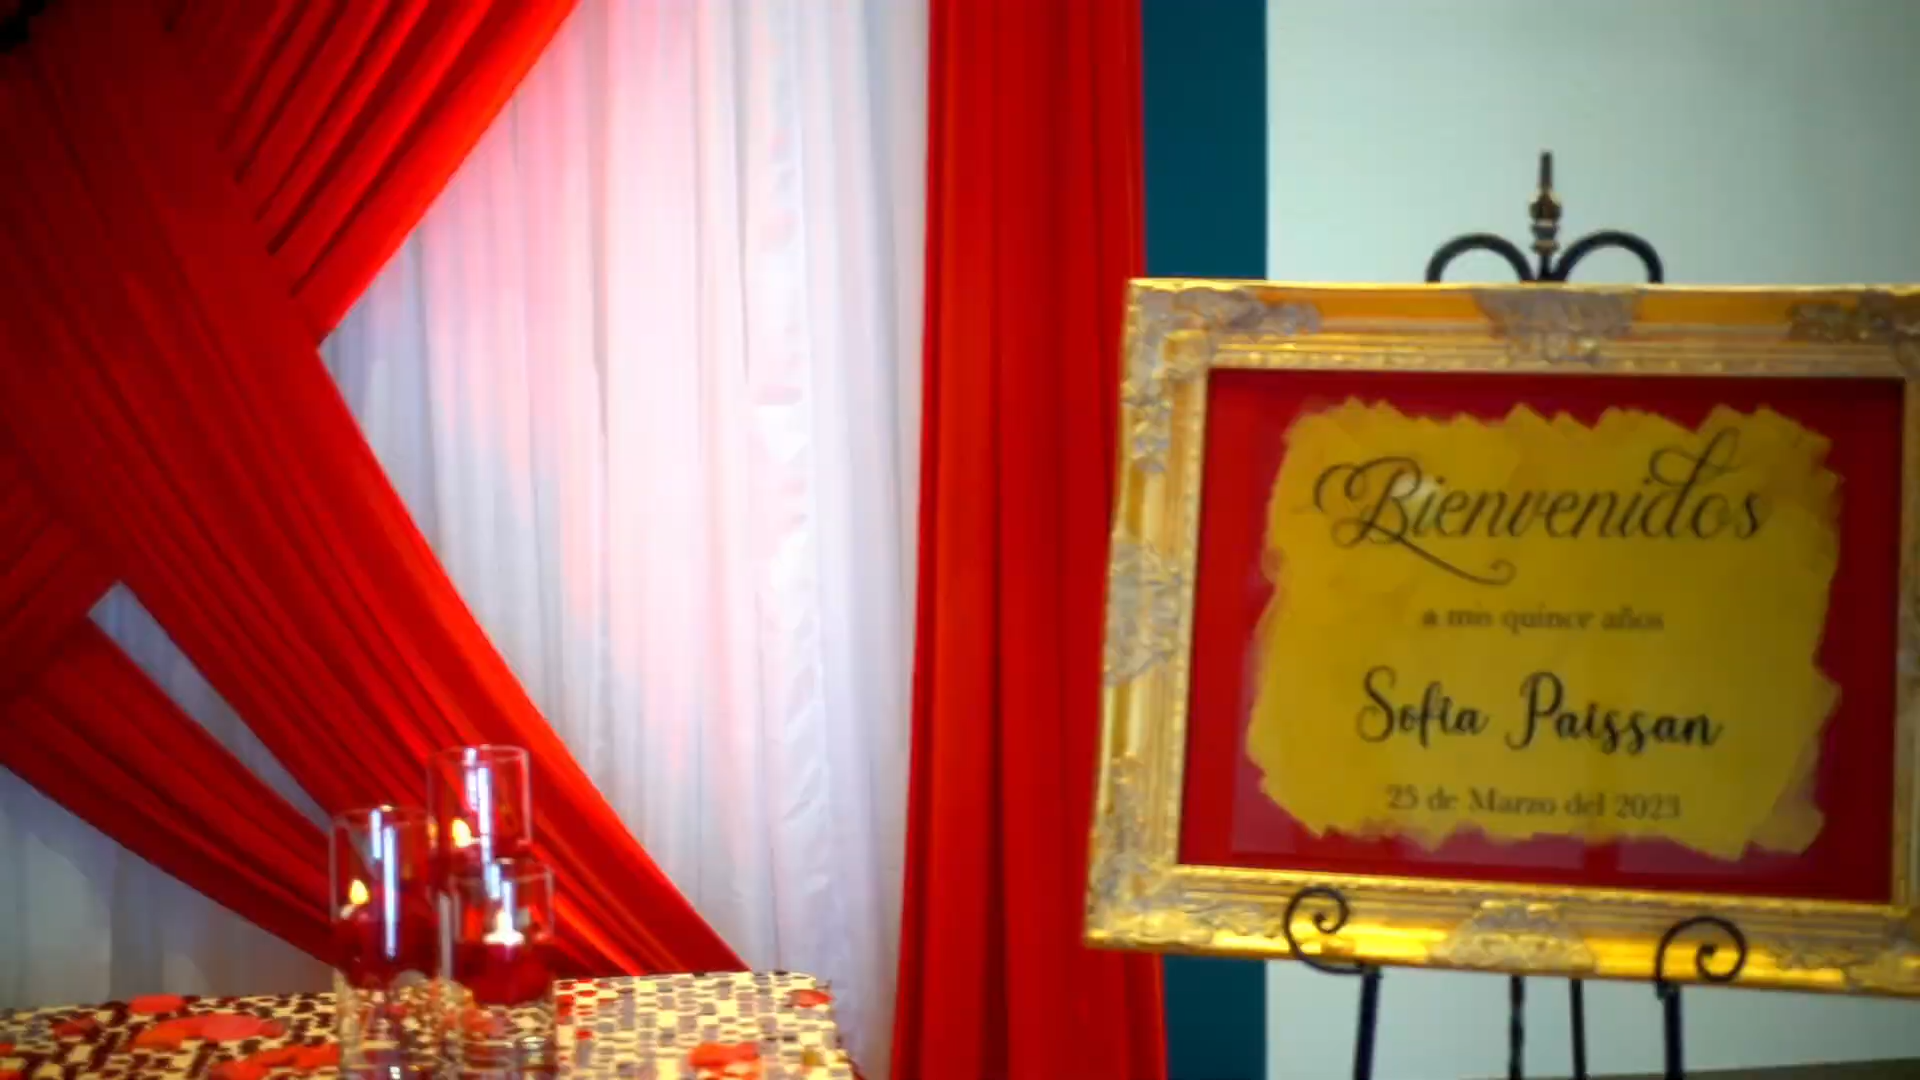 Bienvenidos
a mis quince años
Sofia Paissan
25 de Marzo del 2023